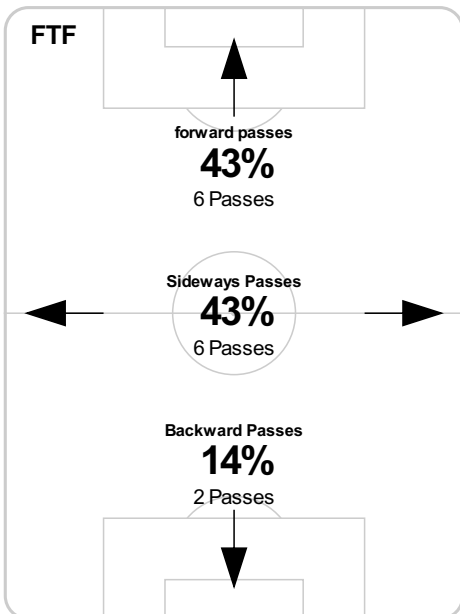 FTF
forward passes
43%
6 Passes
Sideways Passes
43%
6 Passes
Backward Passes
14%
2 Passes